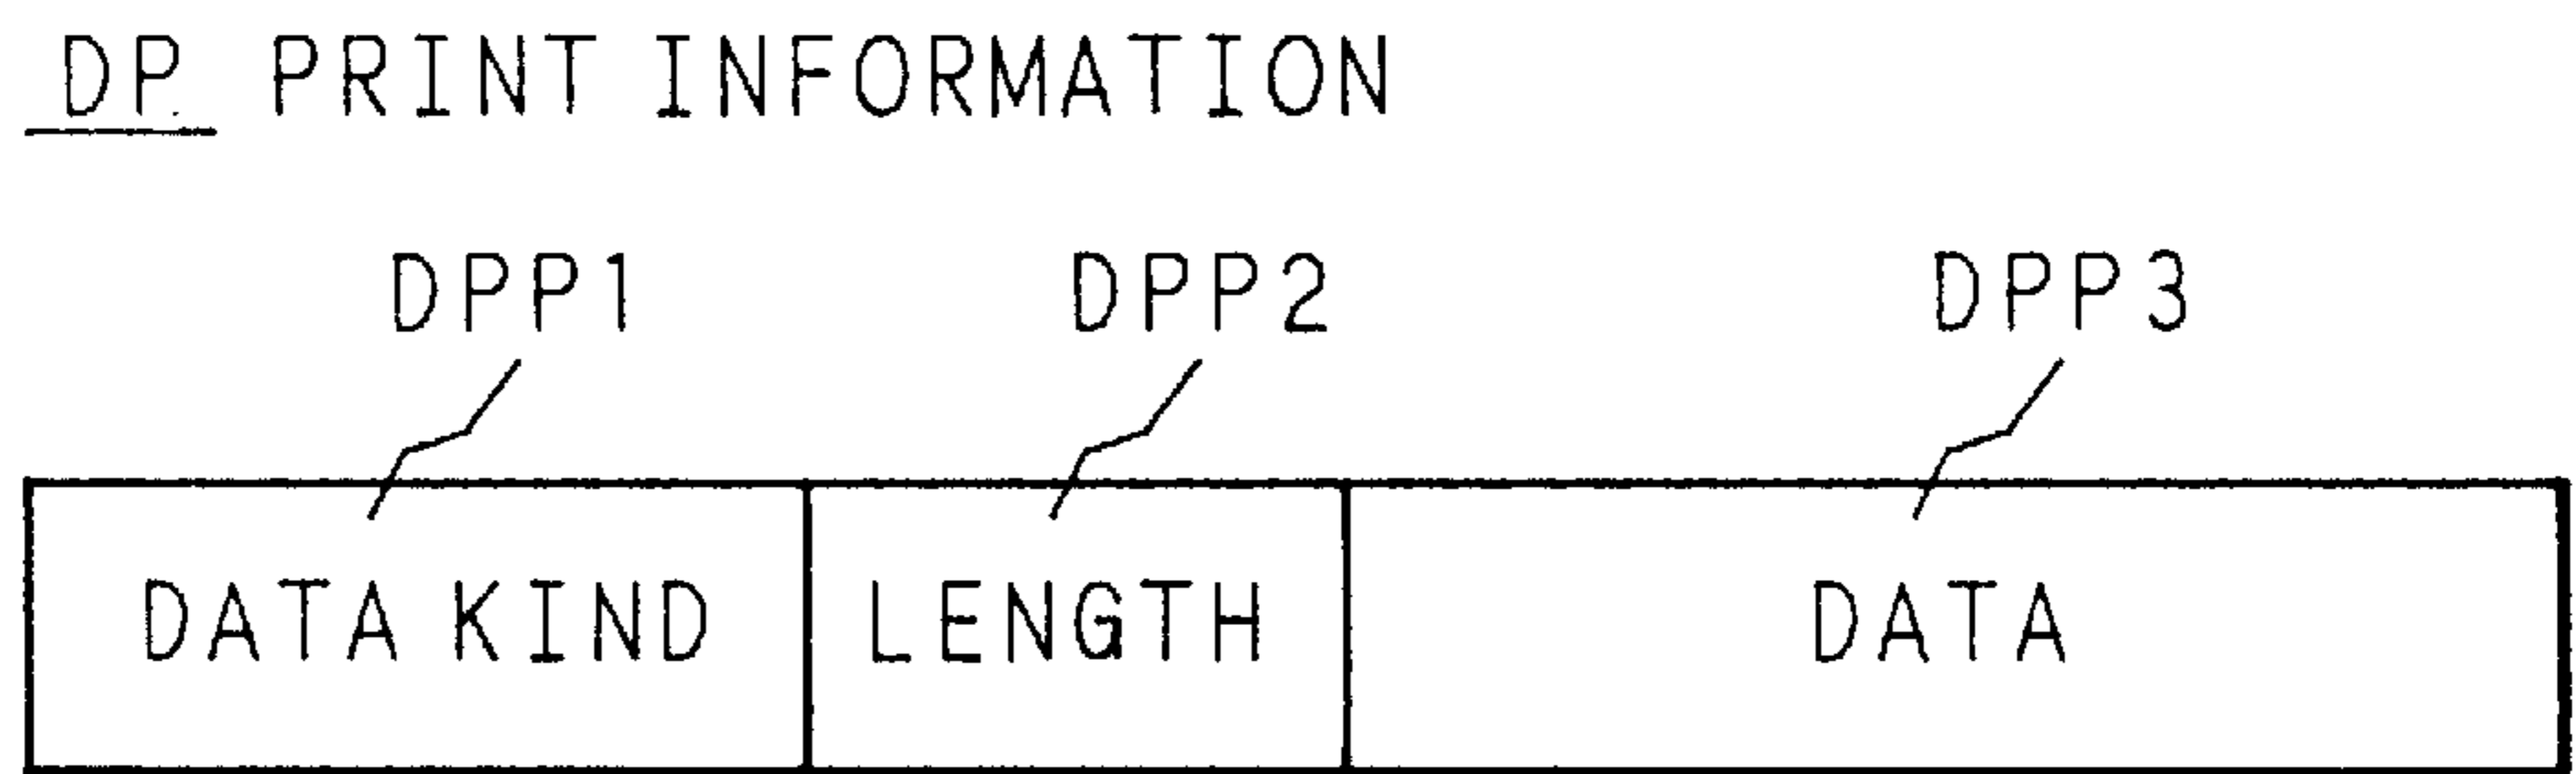 DP PRINT INFORMATION
DPP1 DPP2 DPP3
DATA KIND LENGTH DATA